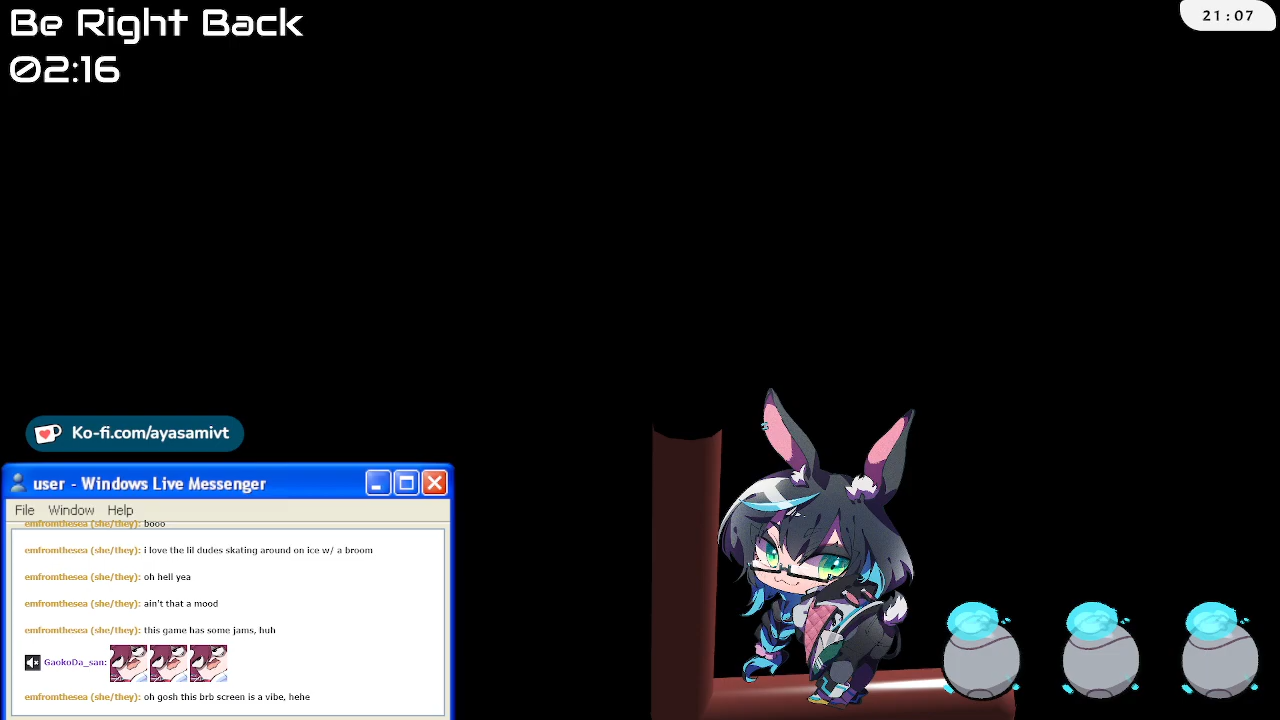 Be Right Back
02:16
21:07
Ko-fi.com/ayasamivt
user - Windows Live Messenger
File Window Help
emfromthesea (she/they): booo
emfromthesea (she/they): i love the lil dudes skating around on ice w/ a broom
emfromthesea (she/they): oh hell yea
emfromthesea (she/they): ain't that a mood
emfromthesea (she/they): this game has some jams, huh
GaokoDa_san:
emfromthesea (she/they): oh gosh this brb screen is a vibe, hehe